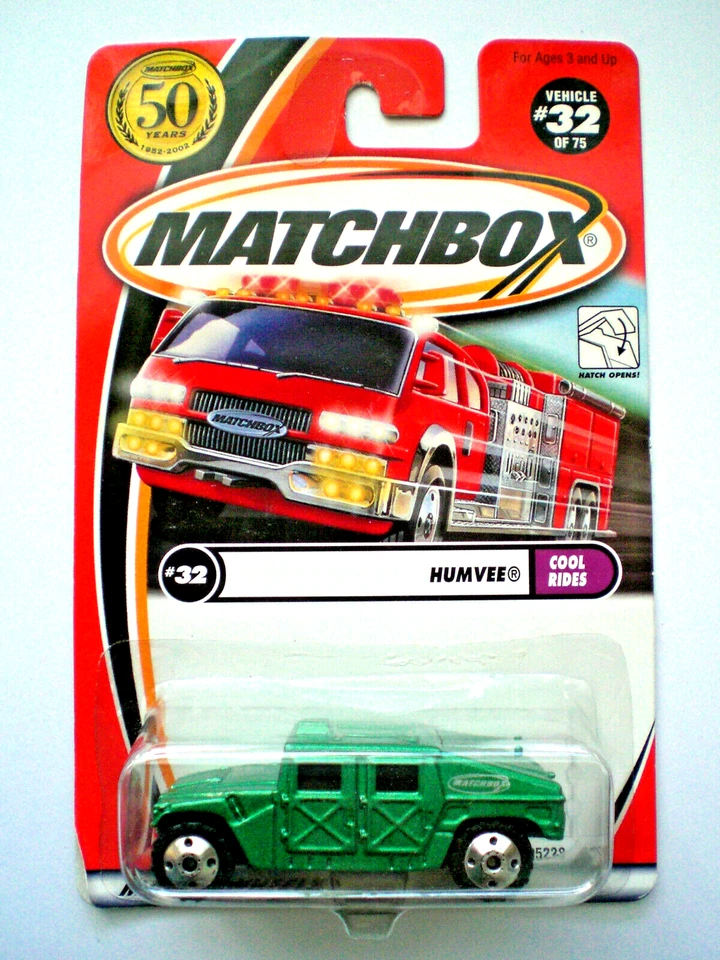 MATCHBOX
50
YEARS
1952-2002
For Ages 3 and Up
VEHICLE
#32
OF 75
MATCHBOX®
HATCH OPENS!
MATCHBOX
#32
HUMVEE®
COOL
RIDES
MATCHBOX
5228